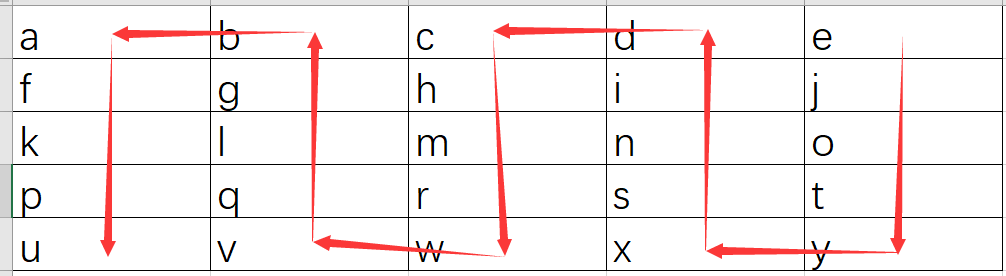 a b c d e
f g h i j
k l m n o
p q r s t
u v w x y